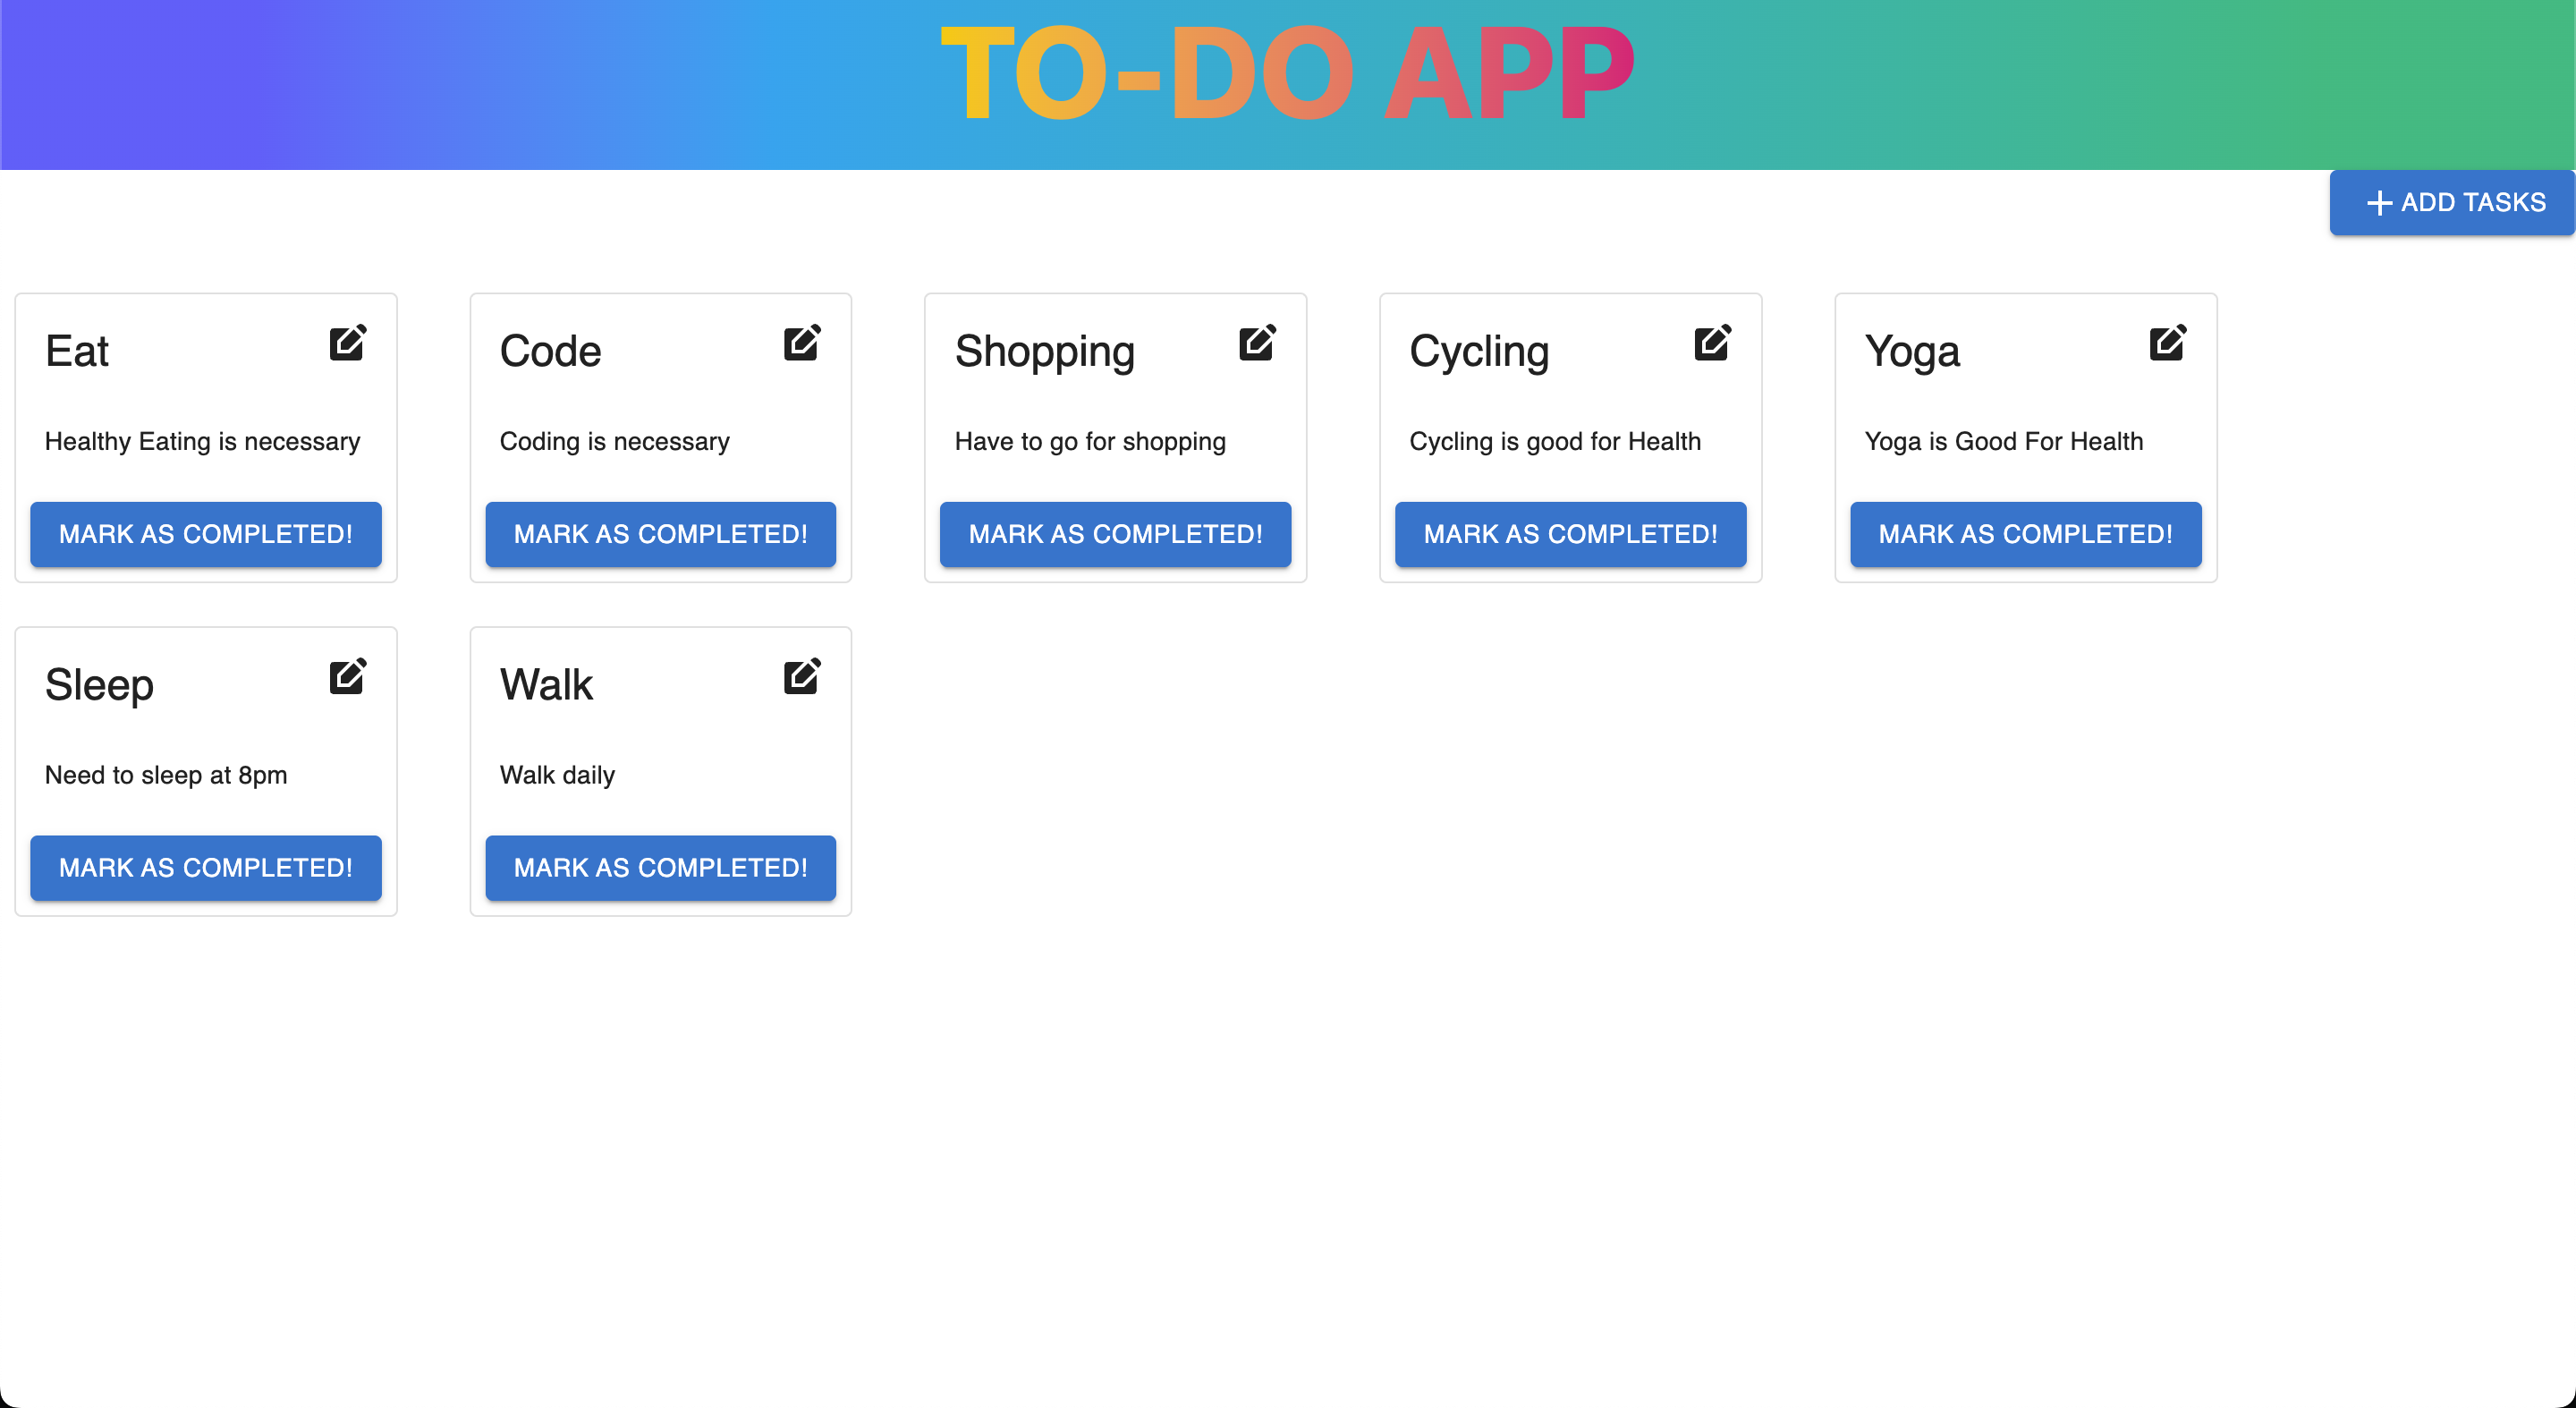 TO-DO APP
ADD TASKS
Eat
Healthy Eating is necessary
MARK AS COMPLETED!
Code
Coding is necessary
MARK AS COMPLETED!
Shopping
Have to go for shopping
MARK AS COMPLETED!
Cycling
Cycling is good for Health
MARK AS COMPLETED!
Yoga
Yoga is Good For Health
MARK AS COMPLETED!
Sleep
Need to sleep at 8pm
MARK AS COMPLETED!
Walk
Walk daily
MARK AS COMPLETED!